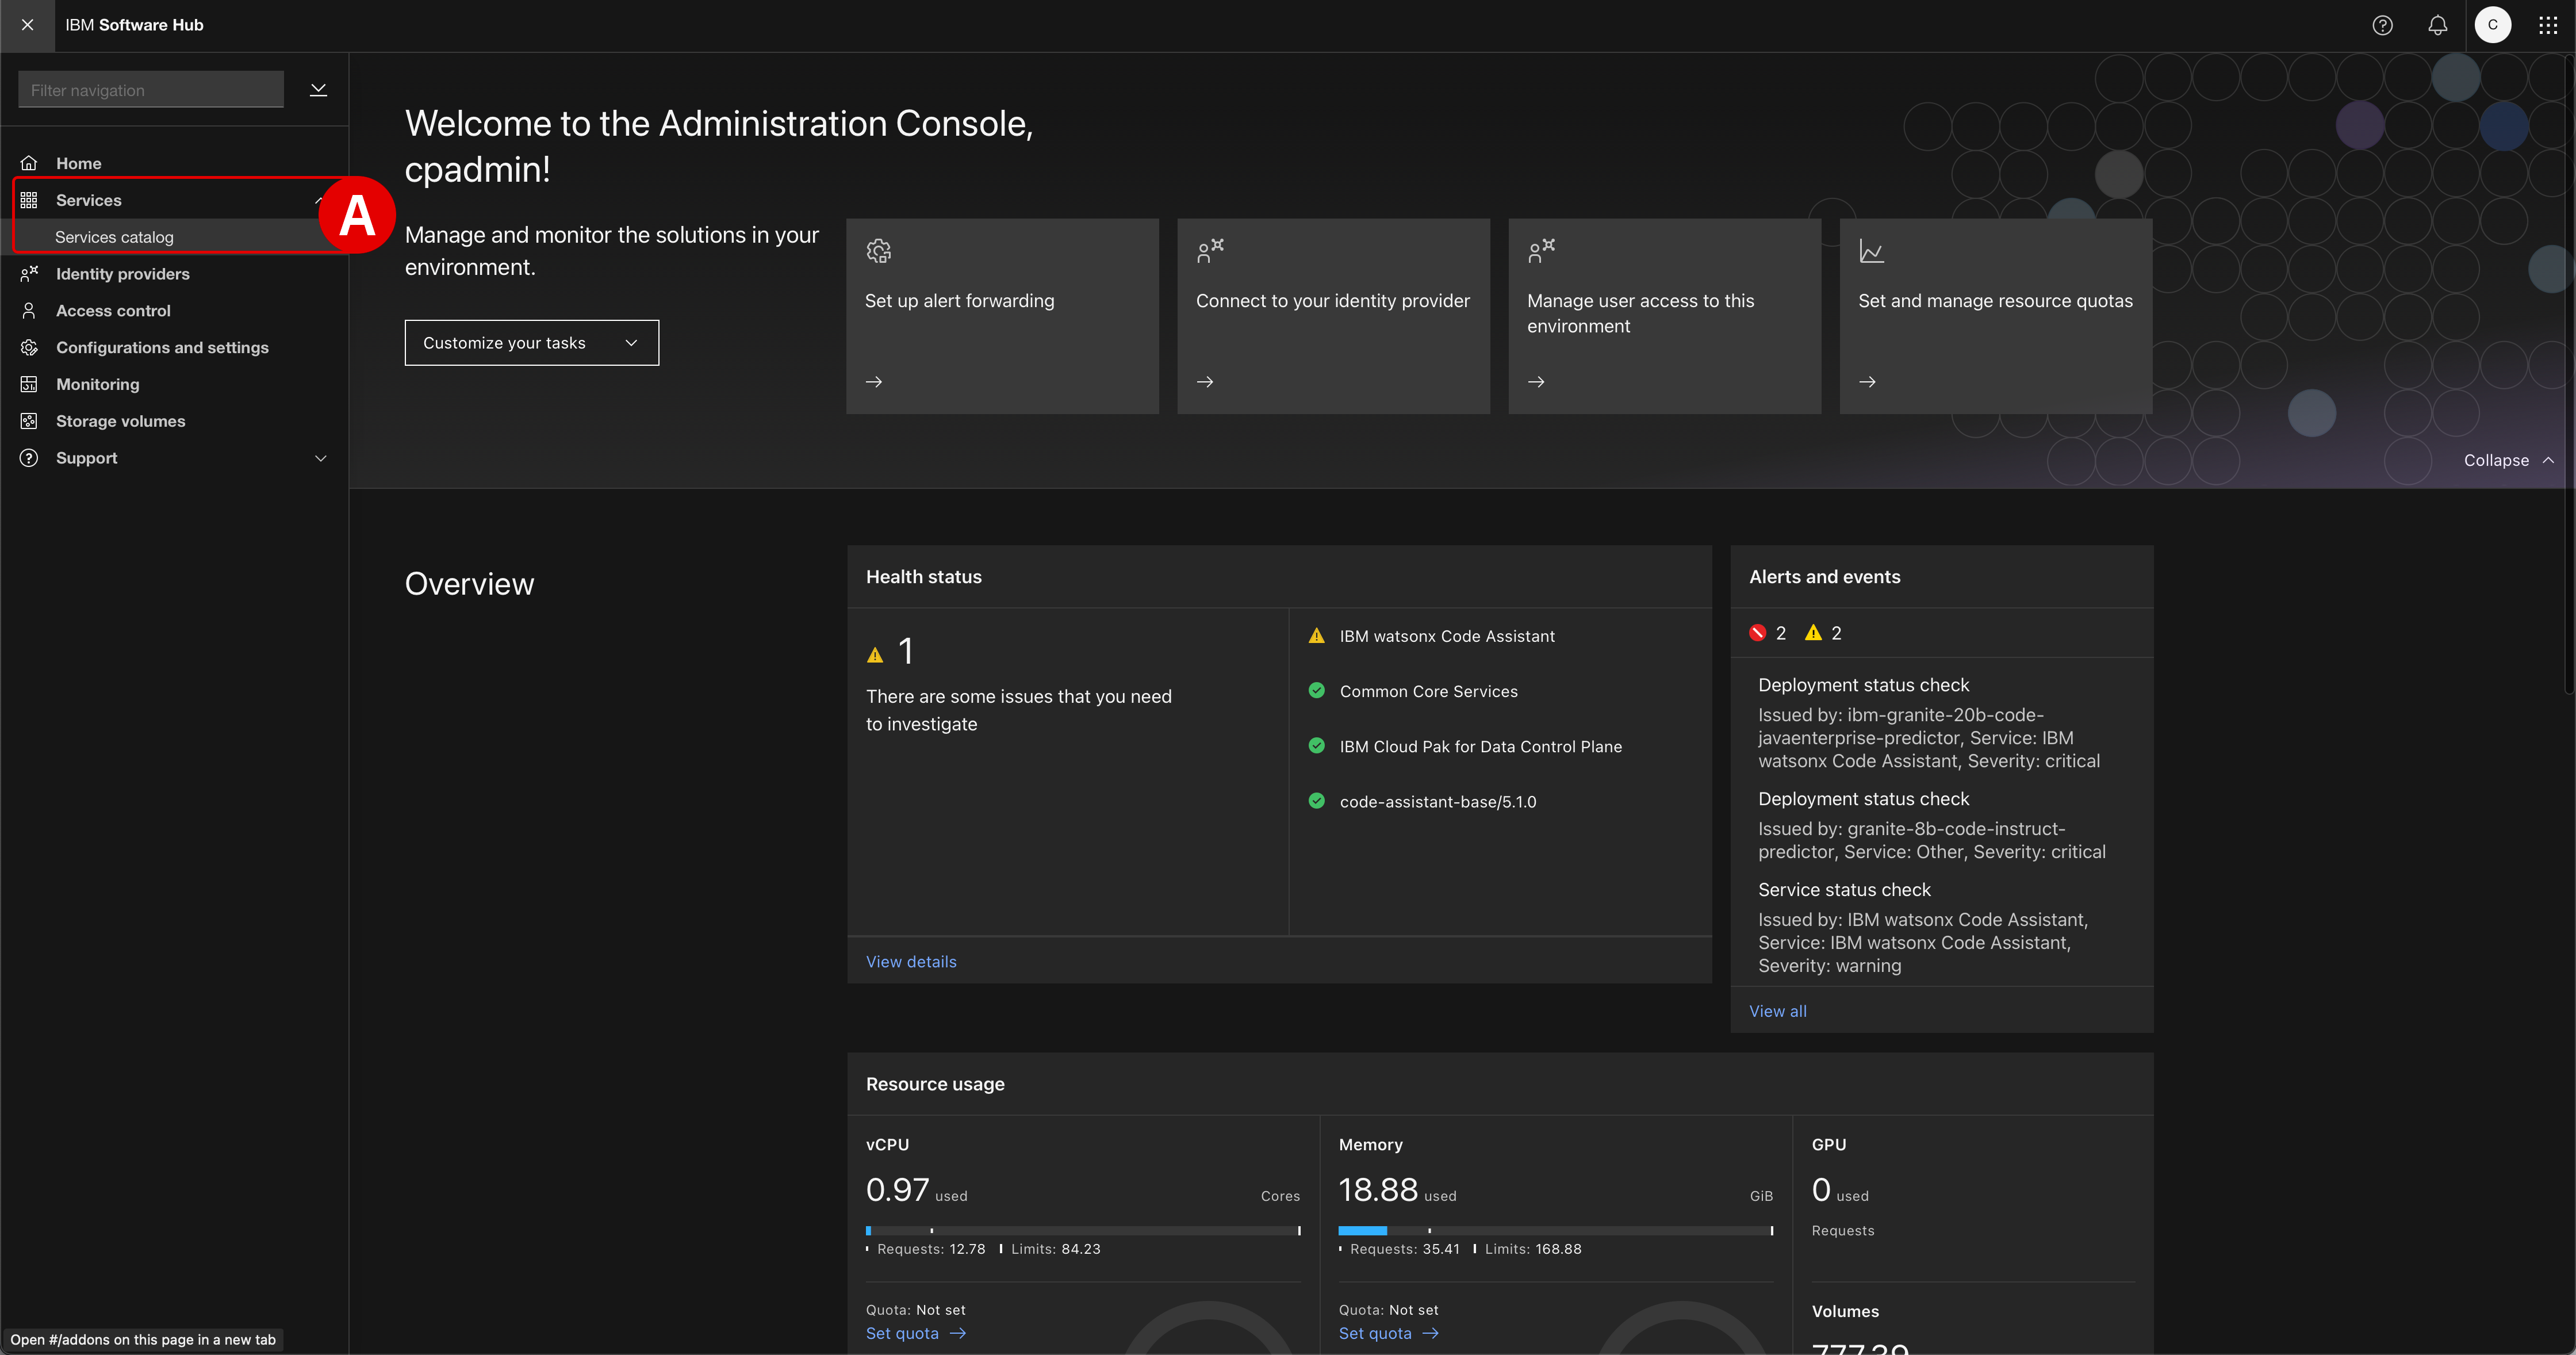 IBM Software Hub
C
Filter navigation
Home
Services
A
Services catalog
Identity providers
Access control
Configurations and settings
Monitoring
Storage volumes
Support
Welcome to the Administration Console,
cpadmin!
Manage and monitor the solutions in your
environment.
Customize your tasks
Set up alert forwarding
Connect to your identity provider
Manage user access to this
environment
Set and manage resource quotas
Collapse
Overview
Health status
1
There are some issues that you need
to investigate
IBM watsonx Code Assistant
Common Core Services
IBM Cloud Pak for Data Control Plane
code-assistant-base/5.1.0
View details
Alerts and events
2 2
Deployment status check
Issued by: ibm-granite-20b-code-
javaenterprise-predictor, Service: IBM
watsonx Code Assistant, Severity: critical
Deployment status check
Issued by: granite-8b-code-instruct-
predictor, Service: Other, Severity: critical
Service status check
Issued by: IBM watsonx Code Assistant,
Service: IBM watsonx Code Assistant,
Severity: warning
View all
Resource usage
vCPU
0.97 used Cores
Requests: 12.78 Limits: 84.23
Quota: Not set
Set quota
Memory
18.88 used GiB
Requests: 35.41 Limits: 168.88
Quota: Not set
Set quota
GPU
0 used
Requests
Volumes
777.39
Open #/addons on this page in a new tab